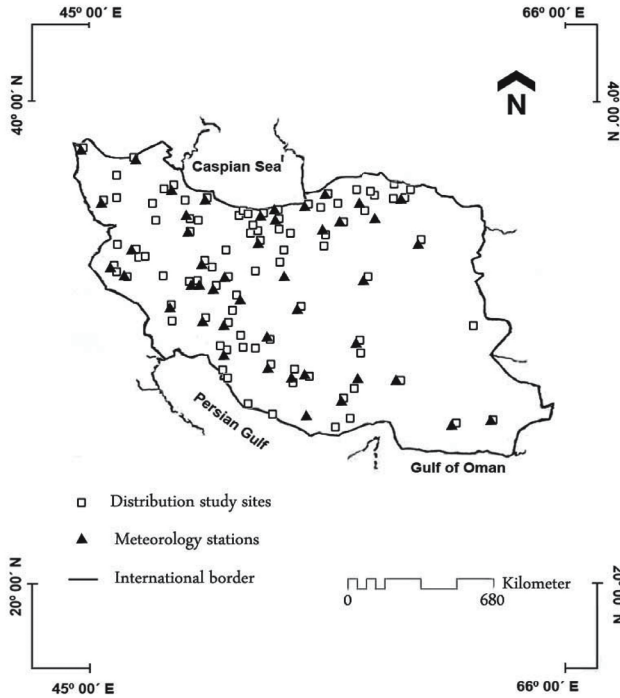 45º 00´ E
66º 00´ E
40º 00´ N
40º 00´ N
N
Caspian Sea
Persian Gulf
Gulf of Oman
Distribution study sites
Meteorology stations
International border
Kilometer
0
680
20º 00´ N
20º 00´ N
45º 00´ E
66º 00´ E